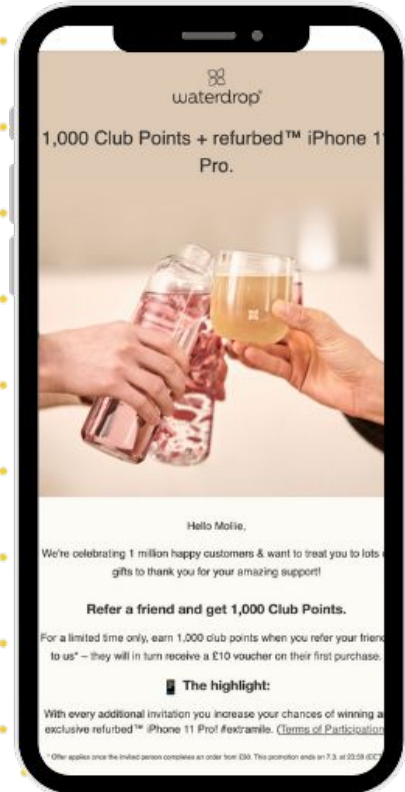 waterdrop®
1,000 Club Points + refurbed™ iPhone 1
Pro.
Hello Mollie,
We're celebrating 1 million happy customers & want to treat you to lots
gifts to thank you for your amazing support!
Refer a friend and get 1,000 Club Points.
For a limited time only, earn 1,000 club points when you refer your friend
to us* – they will in turn receive a £10 voucher on their first purchase.
The highlight:
With every additional invitation you increase your chances of winning a
exclusive refurbed™ iPhone 11 Pro! #extramile. (Terms of Participation
* Offer applies once the invited person completes an order from £30. This promotion ends on 7.3. at 23:59 (CET